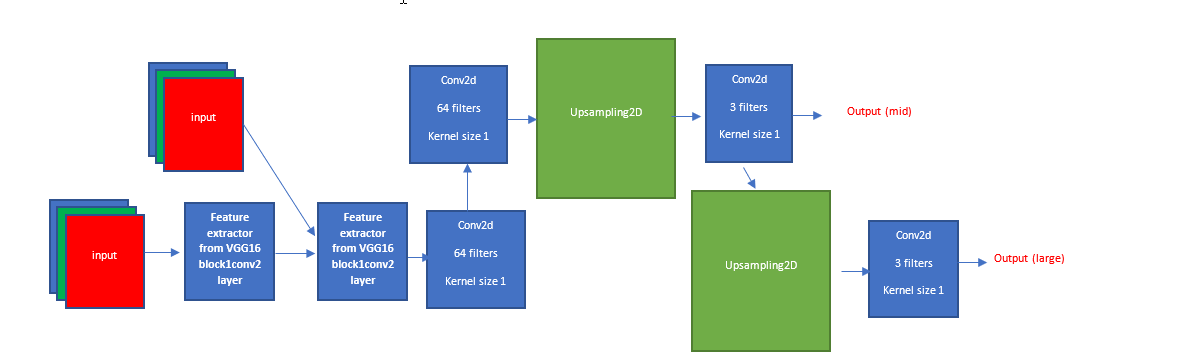 input
input
Feature
extractor
from VGG16
block1conv2
layer
Feature
extractor
from VGG16
block1conv2
layer
Conv2d
64 filters
Kernel size 1
Conv2d
64 filters
Kernel size 1
Upsampling2D
Conv2d
3 filters
Kernel size 1
Output (mid)
Upsampling2D
Conv2d
3 filters
Kernel size 1
Output (large)